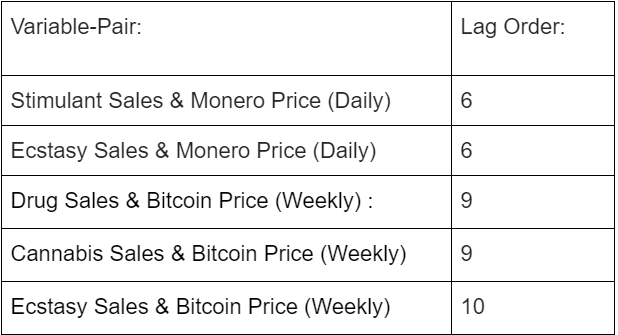 Variable-Pair: Lag Order:
Stimulant Sales & Monero Price (Daily) 6
Ecstasy Sales & Monero Price (Daily) 6
Drug Sales & Bitcoin Price (Weekly) : 9
Cannabis Sales & Bitcoin Price (Weekly) 9
Ecstasy Sales & Bitcoin Price (Weekly) 10